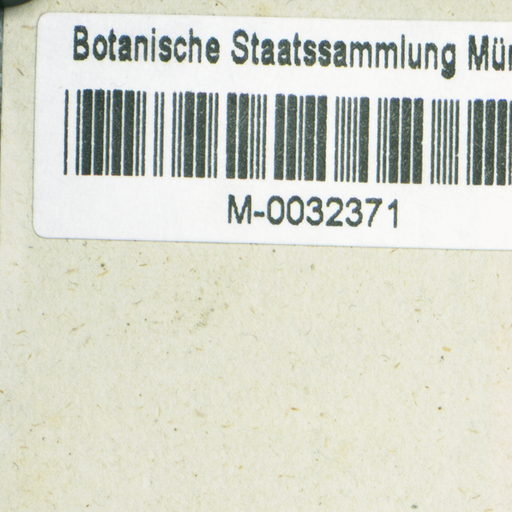 Botanische Staatssammlung Mün
M-0032371